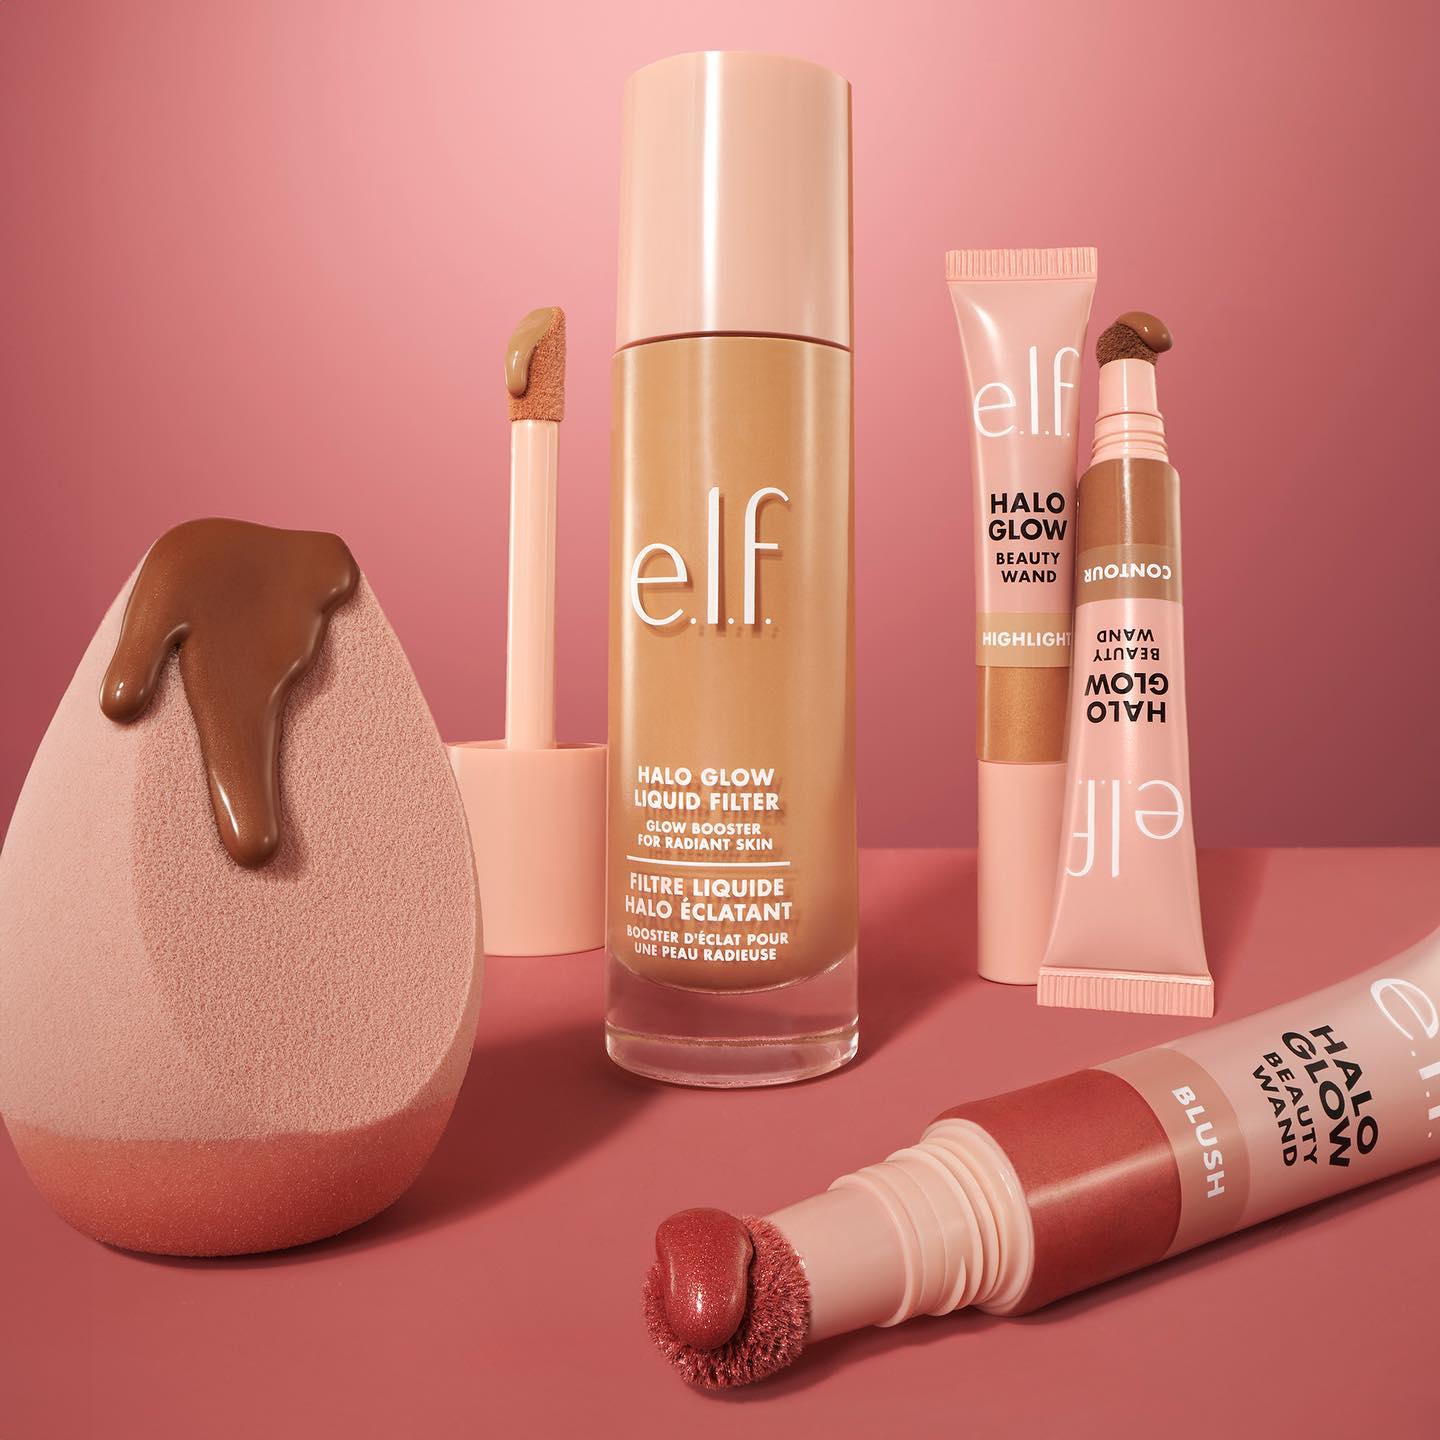 e.l.f.
HALO GLOW
LIQUID FILTER
GLOW BOOSTER
FOR RADIANT SKIN
FILTRE LIQUIDE
HALO ÉCLATANT
BOOSTER D'ÉCLAT POUR
UNE PEAU RADIEUSE
e.l.f.
HALO
GLOW
BEAUTY
WAND
HIGHLIGHT
e.l.f.
HALO
GLOW
BEAUTY
WAND
CONTOUR
e.l.f.
HALO
GLOW
BEAUTY
WAND
BLUSH